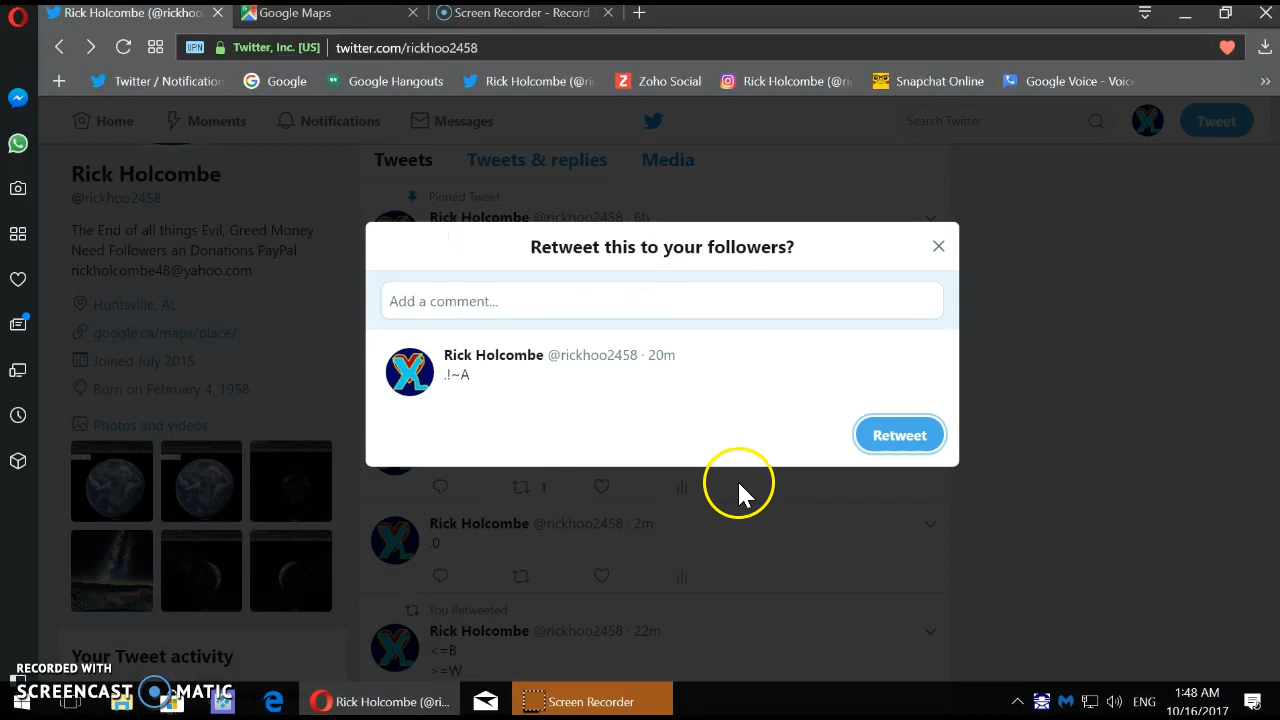 Rick Holcombe (@rickhoo2458
Google Maps
Screen Recorder - Record
VPN
Twitter, Inc. [US]
twitter.com/rickhoo2458
Twitter / Notification
Google
Google Hangouts
Rick Holcombe (@ri
Zoho Social
Rick Holcombe (@ri
Snapchat Online
Google Voice - Voic
Home
Moments
Notifications
Messages
Search Twitter
Tweet
Rick Holcombe
@rickhoo2458
The End of all things Evil, Greed Money
Need Followers an Donations PayPal
rickholcombe48@yahoo.com
Huntsville, AL
google.ca/maps/place/.
Joined July 2015
Born on February 4, 1958
Photos and videos
Your Tweet activity
Tweets
Tweets & replies
Media
Pinned Tweet
Rick Holcombe @rickhoo2458 · 6h
Retweet this to your followers?
Add a comment...
Rick Holcombe @rickhoo2458 · 20m
.!~A
Retweet
1
Rick Holcombe @rickhoo2458 · 2m
.0
You Retweeted
Rick Holcombe @rickhoo2458 · 22m
<=B
>=W
RECORDED WITH
SCREENCAST MATIC
Rick Holcombe (@ri...
Screen Recorder
ENG
1:48 AM
10/16/2017